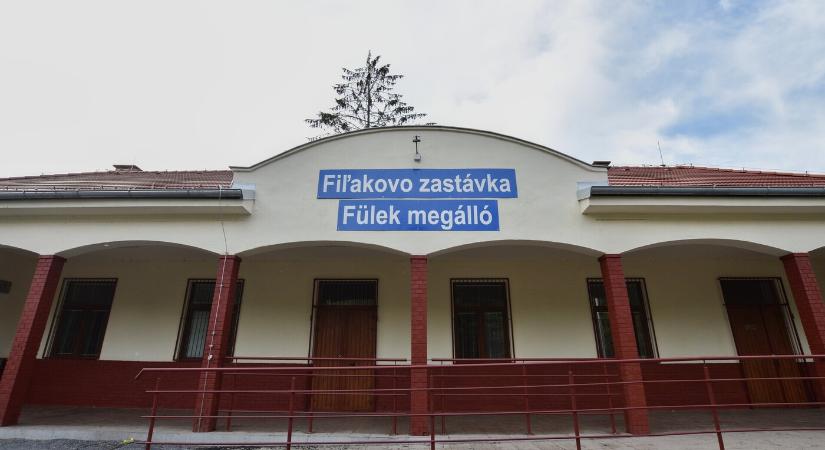 Fiľakovo zastávka
Fülek megálló